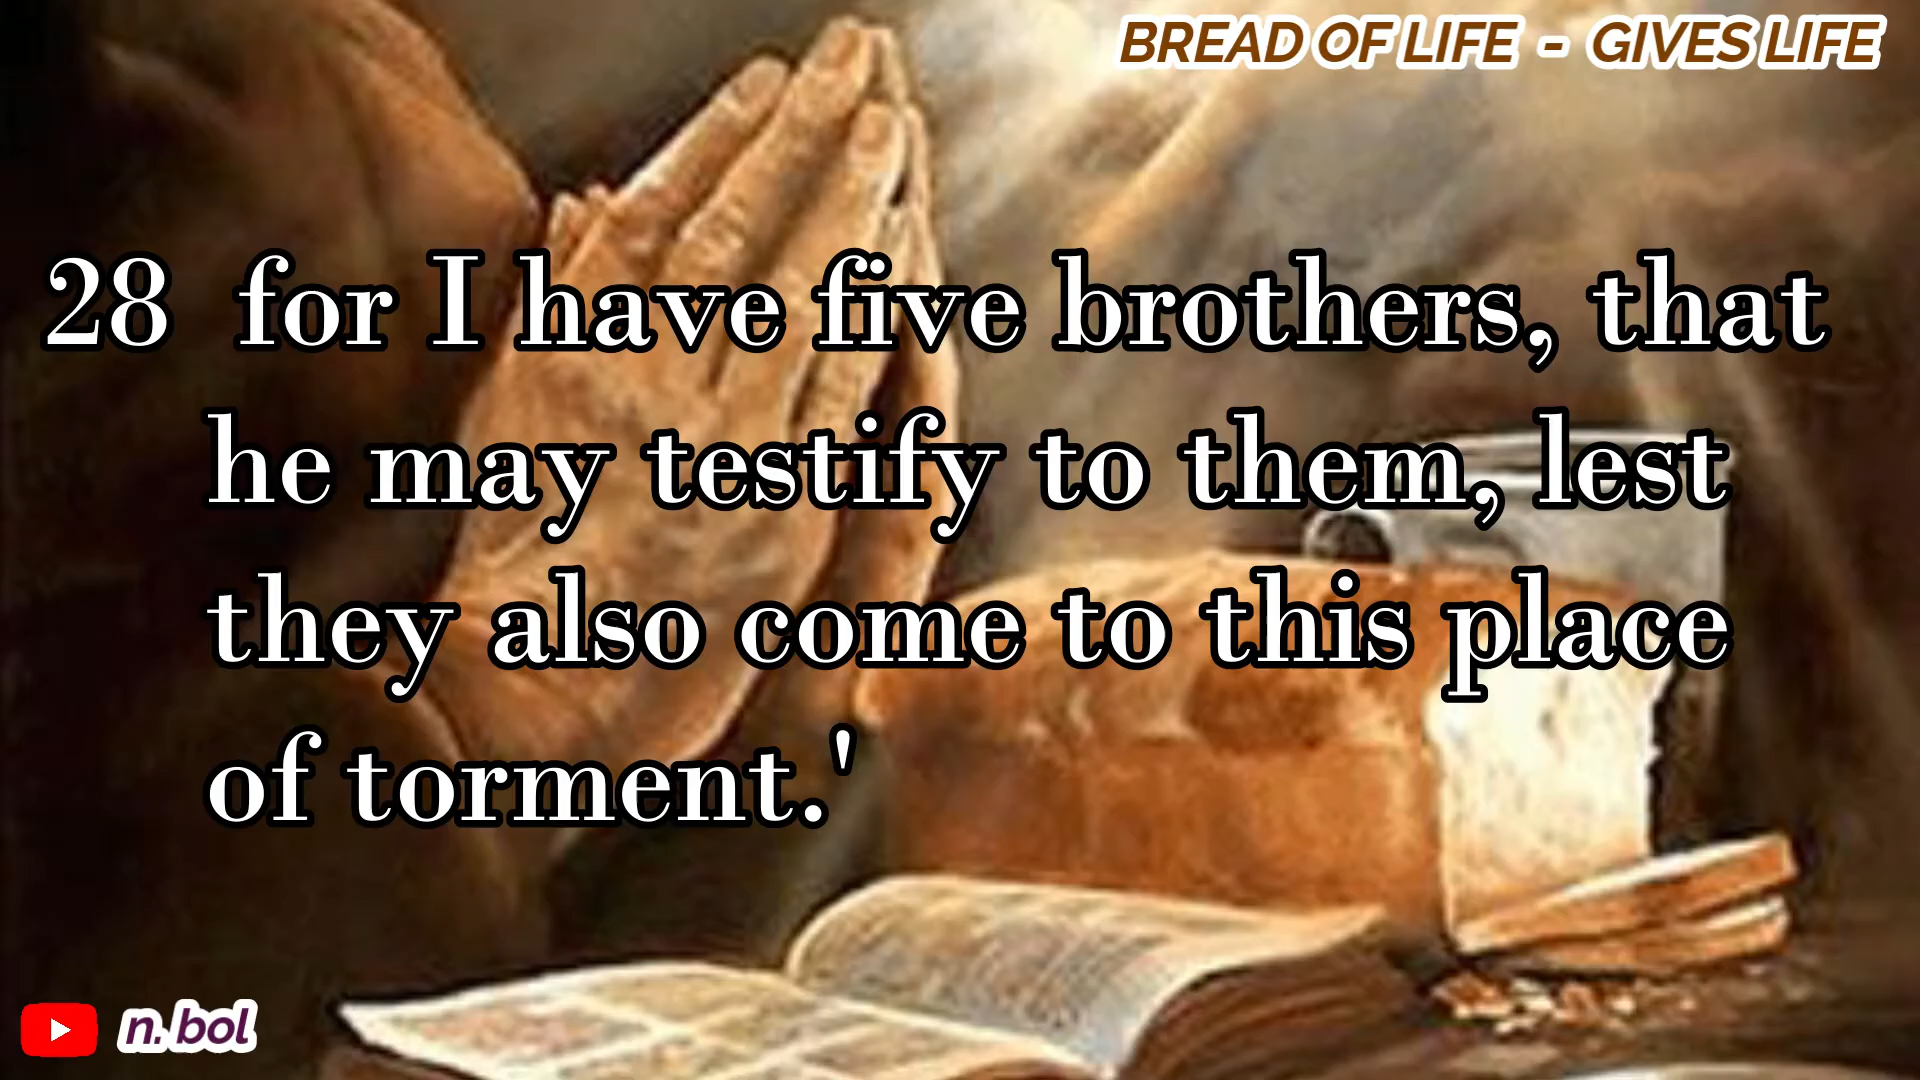 BREAD OF LIFE - GIVES LIFE
28 for I have five brothers, that
he may testify to them, lest
they also come to this place
of torment.'
n.bol